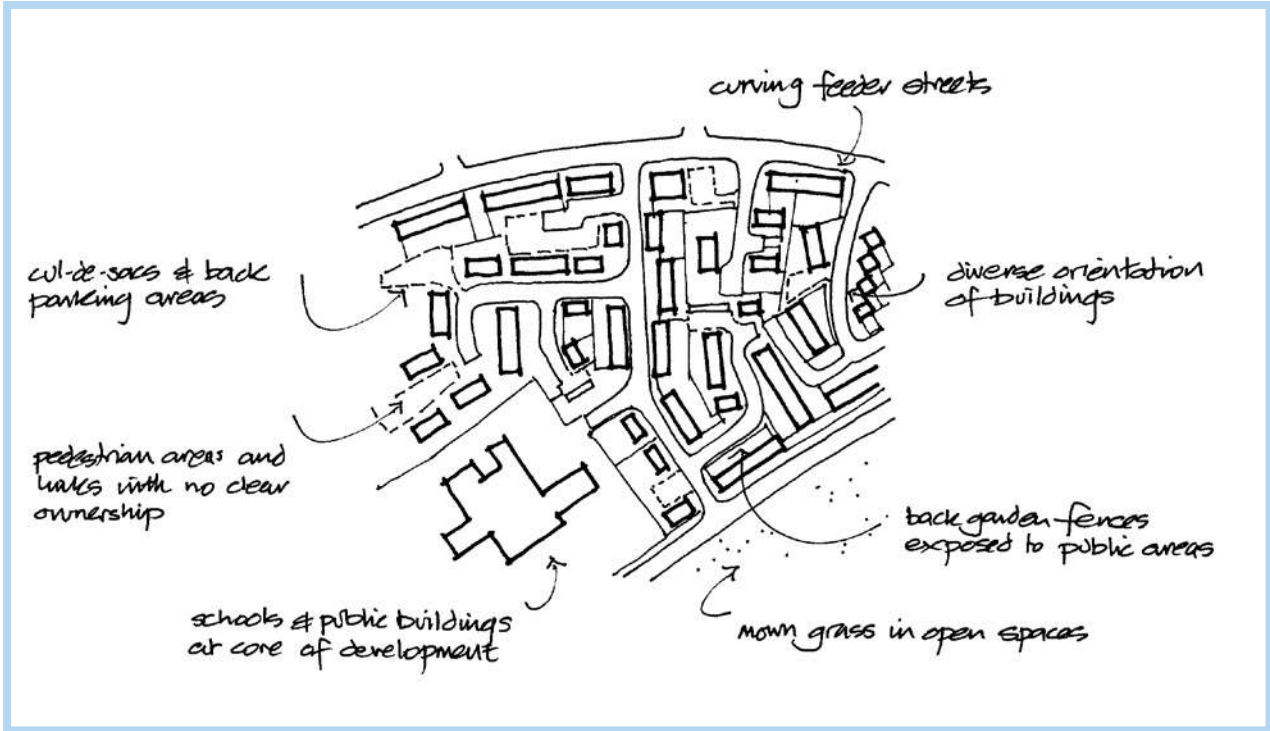 curving feeder streets
cul-de-sacs & back
parking areas
diverse orientation
of buildings
pedestrian areas and
links with no clear
ownership
back garden fences
exposed to public areas
schools & public buildings
at core of development
mown grass in open spaces